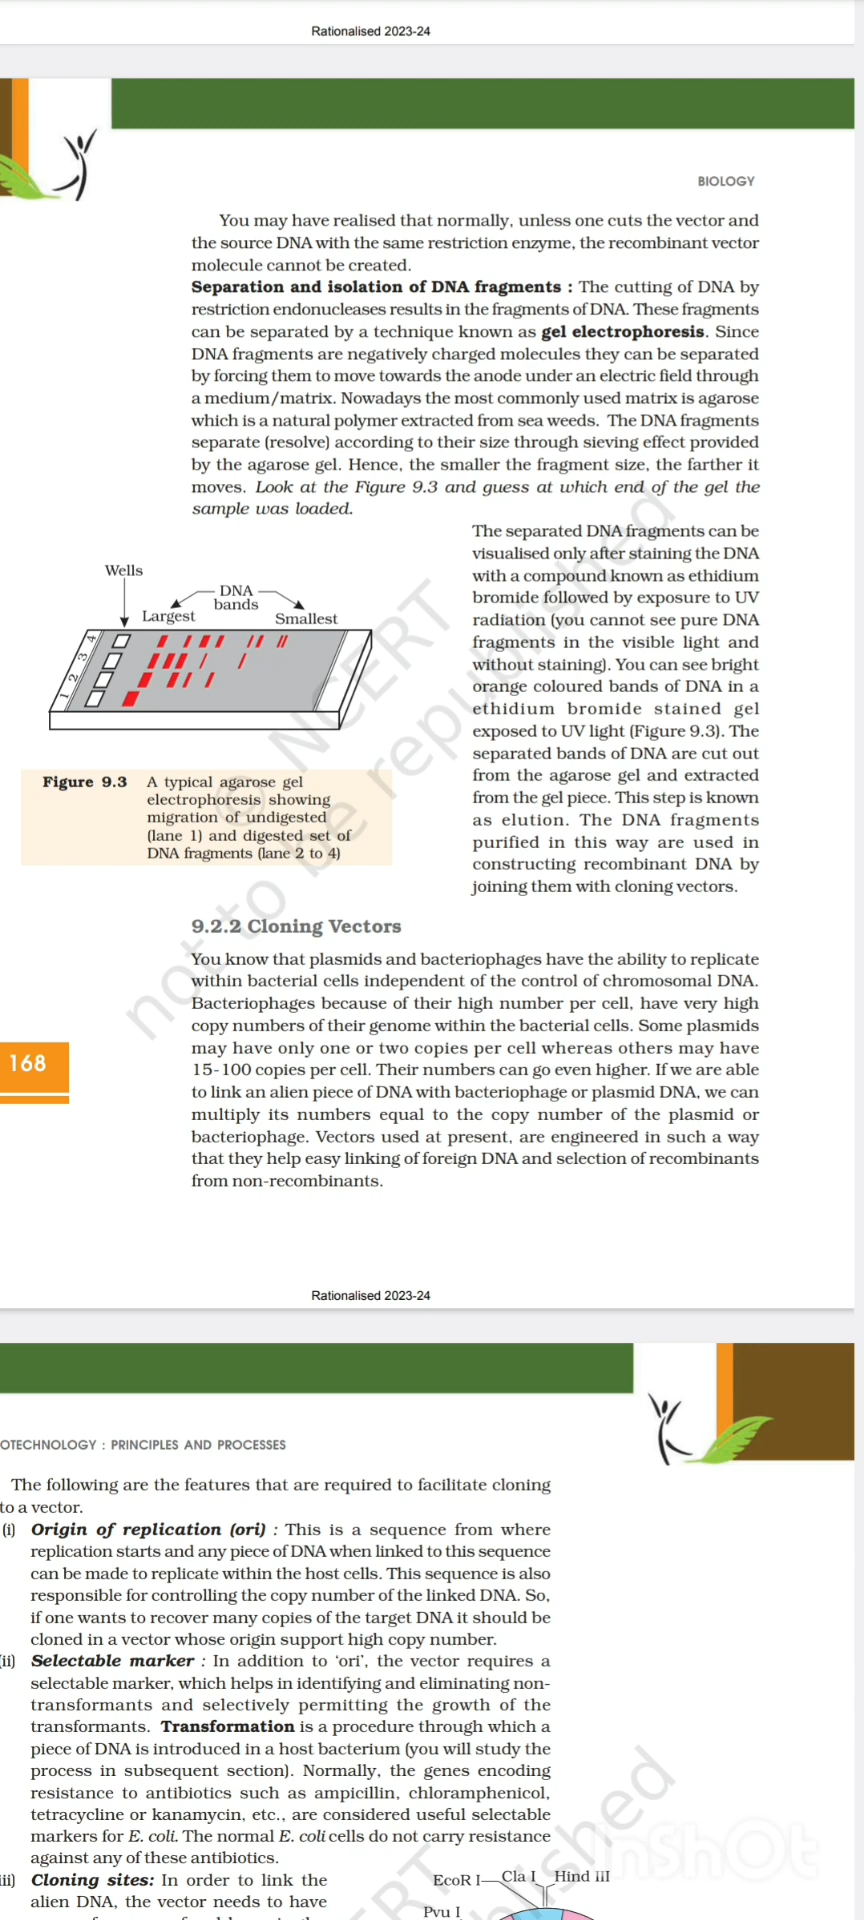 Rationalised 2023-24
BIOLOGY
You may have realised that normally, unless one cuts the vector and
the source DNA with the same restriction enzyme, the recombinant vector
molecule cannot be created.
Separation and isolation of DNA fragments : The cutting of DNA by
restriction endonucleases results in the fragments of DNA. These fragments
can be separated by a technique known as gel electrophoresis. Since
DNA fragments are negatively charged molecules they can be separated
by forcing them to move towards the anode under an electric field through
a medium/matrix. Nowadays the most commonly used matrix is agarose
which is a natural polymer extracted from sea weeds. The DNA fragments
separate (resolve) according to their size through sieving effect provided
by the agarose gel. Hence, the smaller the fragment size, the farther it
moves. Look at the Figure 9.3 and guess at which end of the gel the
sample was loaded.
Wells
DNA
bands
Largest
Smallest
1 2 3 4
Figure 9.3 A typical agarose gel
electrophoresis showing
migration of undigested
(lane 1) and digested set of
DNA fragments (lane 2 to 4)
The separated DNA fragments can be
visualised only after staining the DNA
with a compound known as ethidium
bromide followed by exposure to UV
radiation (you cannot see pure DNA
fragments in the visible light and
without staining). You can see bright
orange coloured bands of DNA in a
ethidium bromide stained gel
exposed to UV light (Figure 9.3). The
separated bands of DNA are cut out
from the agarose gel and extracted
from the gel piece. This step is known
as elution. The DNA fragments
purified in this way are used in
constructing recombinant DNA by
joining them with cloning vectors.
© NCERT
not to be republished
9.2.2 Cloning Vectors
You know that plasmids and bacteriophages have the ability to replicate
within bacterial cells independent of the control of chromosomal DNA.
Bacteriophages because of their high number per cell, have very high
copy numbers of their genome within the bacterial cells. Some plasmids
may have only one or two copies per cell whereas others may have
15-100 copies per cell. Their numbers can go even higher. If we are able
to link an alien piece of DNA with bacteriophage or plasmid DNA, we can
multiply its numbers equal to the copy number of the plasmid or
bacteriophage. Vectors used at present, are engineered in such a way
that they help easy linking of foreign DNA and selection of recombinants
from non-recombinants.
168
Rationalised 2023-24
OTECHNOLOGY : PRINCIPLES AND PROCESSES
The following are the features that are required to facilitate cloning
to a vector.
(i) Origin of replication (ori) : This is a sequence from where
replication starts and any piece of DNA when linked to this sequence
can be made to replicate within the host cells. This sequence is also
responsible for controlling the copy number of the linked DNA. So,
if one wants to recover many copies of the target DNA it should be
cloned in a vector whose origin support high copy number.
ii) Selectable marker : In addition to ‘ori’, the vector requires a
selectable marker, which helps in identifying and eliminating non-
transformants and selectively permitting the growth of the
transformants. Transformation is a procedure through which a
piece of DNA is introduced in a host bacterium (you will study the
process in subsequent section). Normally, the genes encoding
resistance to antibiotics such as ampicillin, chloramphenicol,
tetracycline or kanamycin, etc., are considered useful selectable
markers for E. coli. The normal E. coli cells do not carry resistance
against any of these antibiotics.
iii) Cloning sites: In order to link the
alien DNA, the vector needs to have
EcoR I Cla I Hind III
Pvu I
RT
ished
InShOt